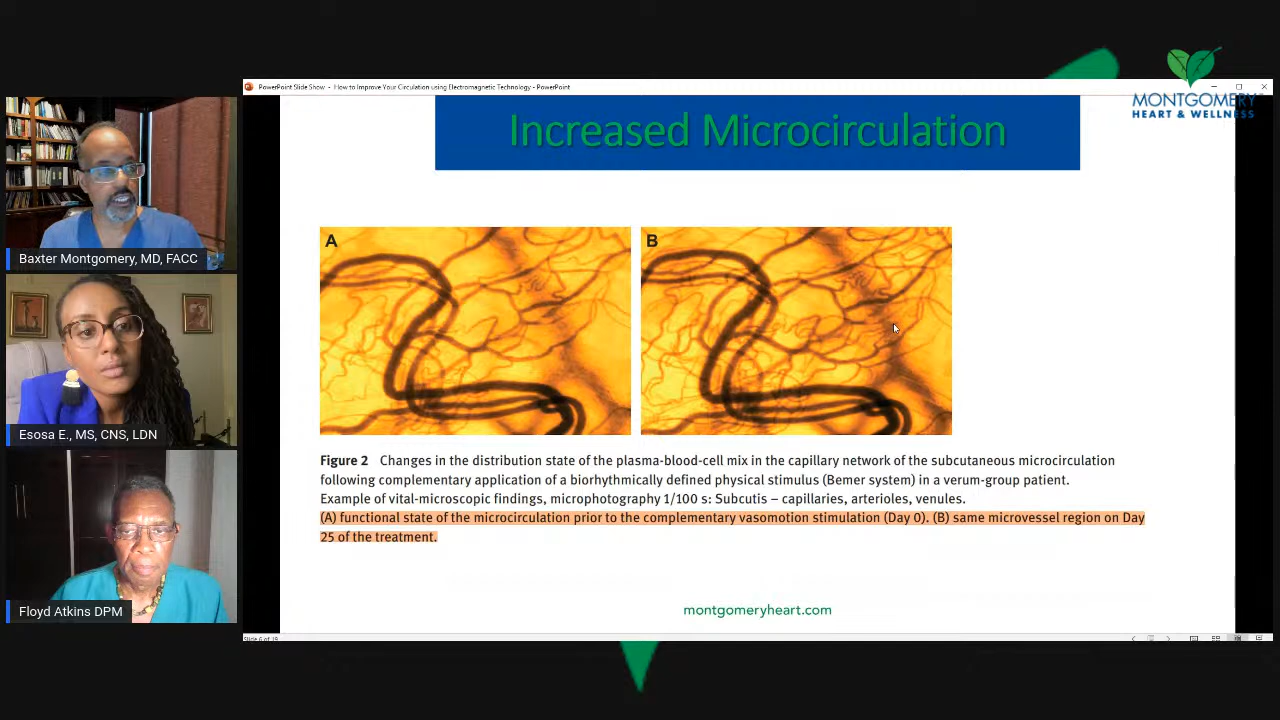 MONTGOMERY
HEART & WELLNESS
PowerPoint Slide Show - How to Improve Your Circulation using Electromagnetic Technology - PowerPoint
Increased Microcirculation
A
B
Baxter Montgomery, MD, FACC
Esosa E., MS, CNS, LDN
Floyd Atkins DPM
Figure 2 Changes in the distribution state of the plasma-blood-cell mix in the capillary network of the subcutaneous microcirculation
following complementary application of a biorhythmically defined physical stimulus (Bemer system) in a verum-group patient.
Example of vital-microscopic findings, microphotography 1/100 s: Subcutis – capillaries, arterioles, venules.
(A) functional state of the microcirculation prior to the complementary vasomotion stimulation (Day 0). (B) same microvessel region on Day
25 of the treatment.
montgomeryheart.com
Slide 6 of 19